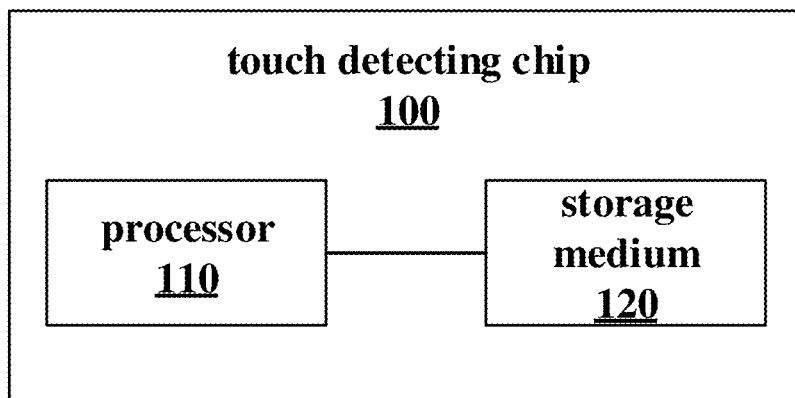 touch detecting chip
100
processor
110
storage
medium
120